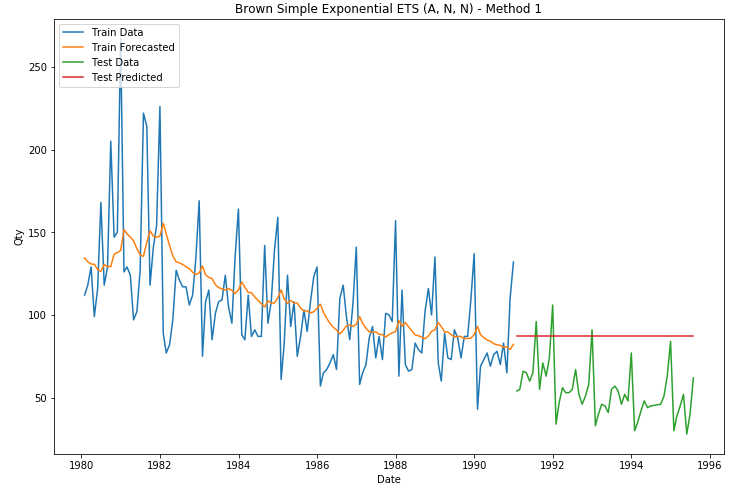 Brown Simple Exponential ETS (A, N, N) - Method 1
Train Data
Train Forecasted
Test Data
Test Predicted
250
200
150
100
50
Qty
1980 1982 1984 1986 1988 1990 1992 1994 1996
Date